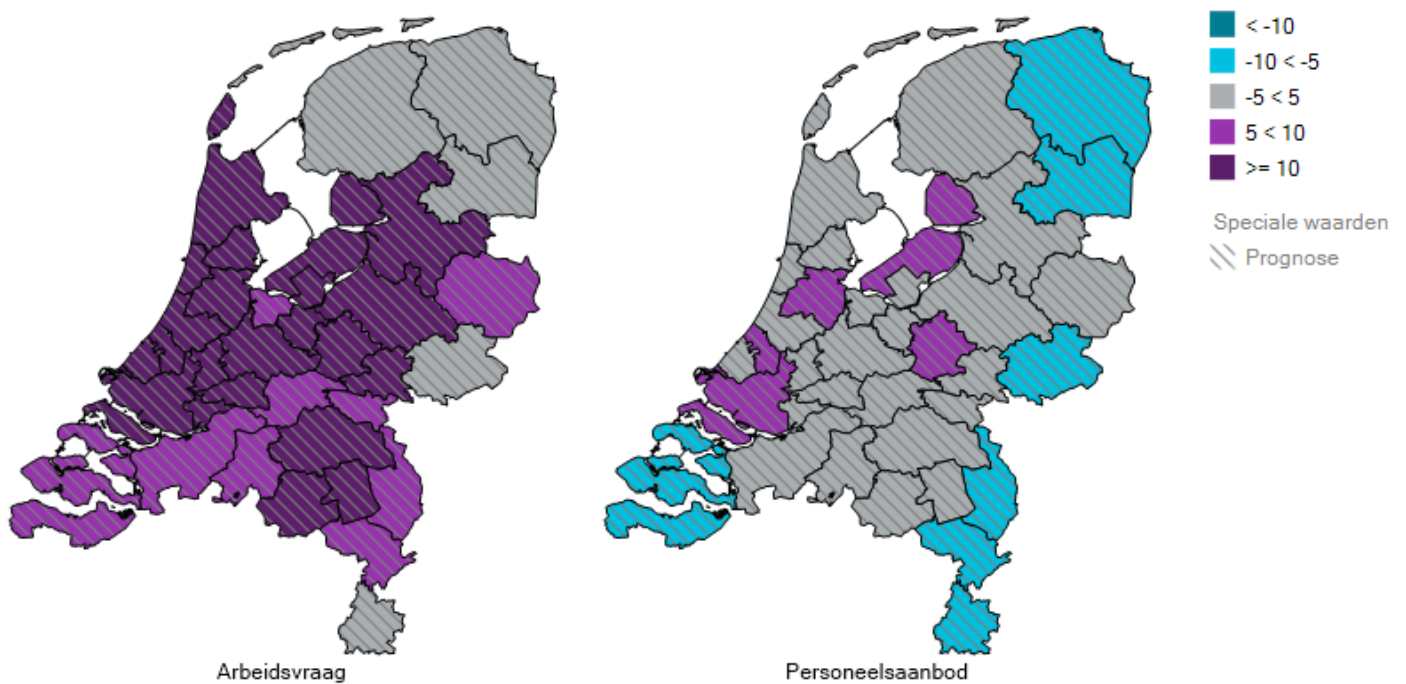 < -10
-10 < -5
-5 < 5
5 < 10
>= 10
Speciale waarden
Prognose
Arbeidsvraag
Personeelsaanbod